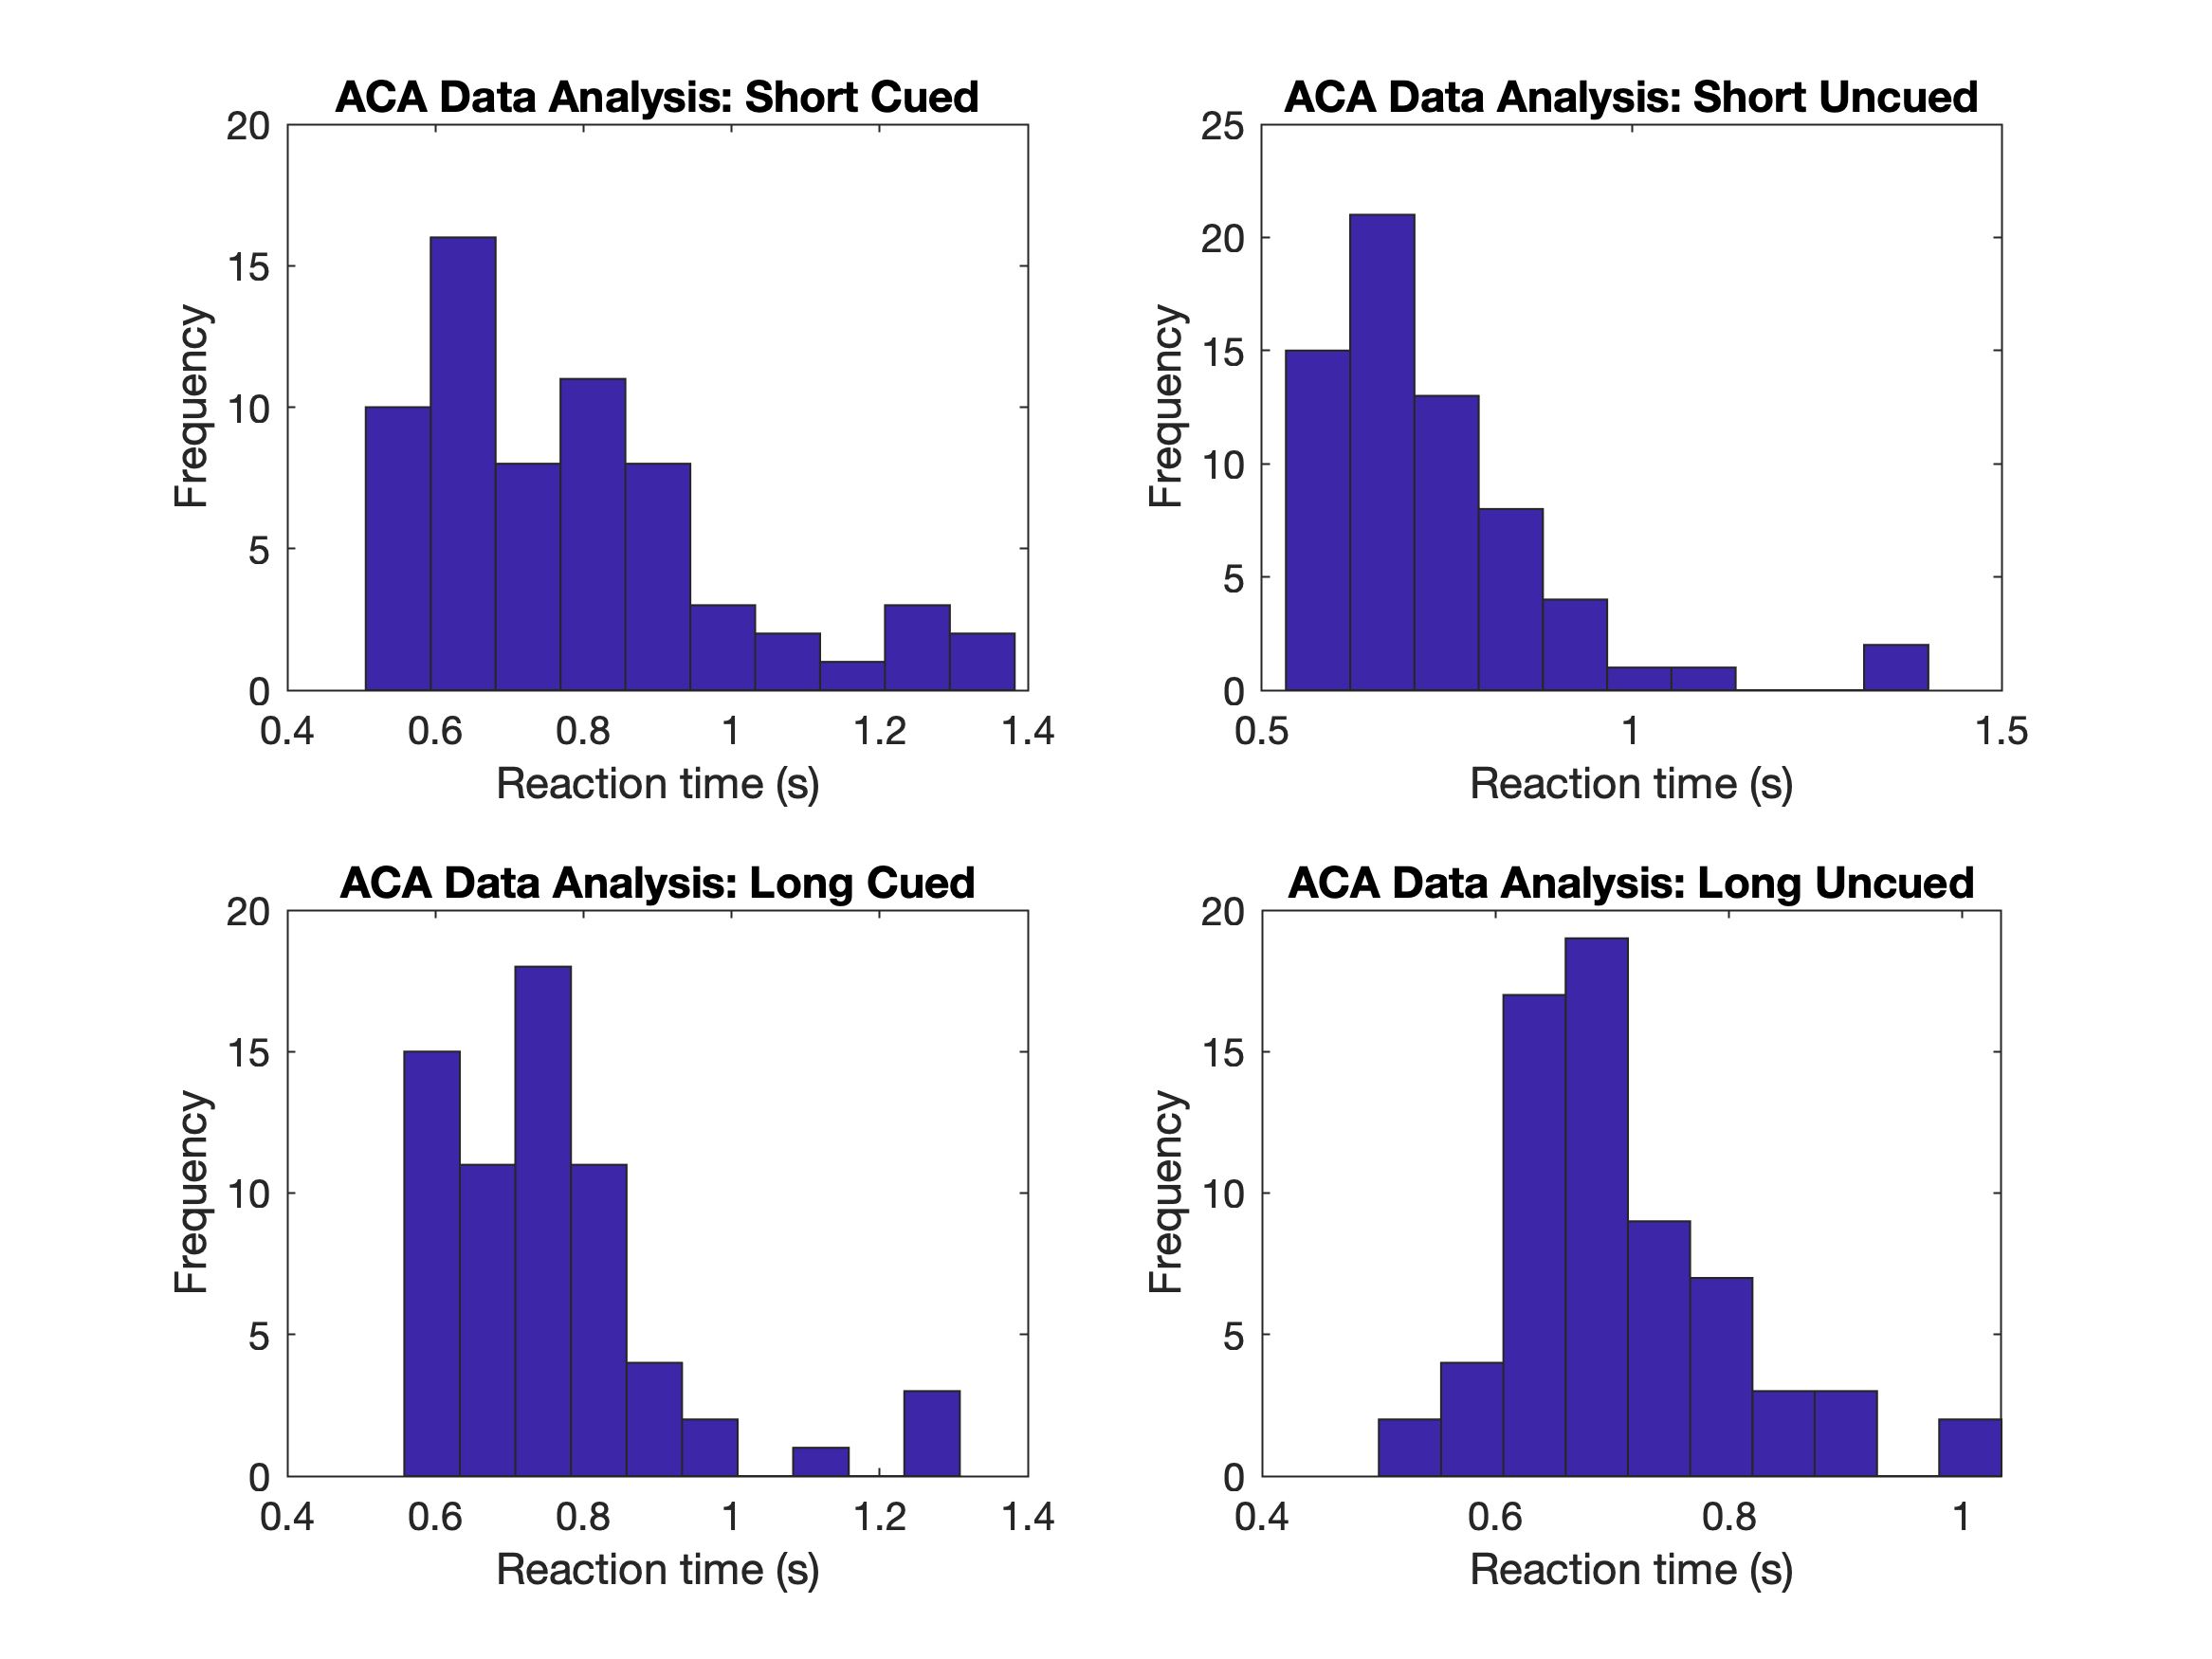 ACA Data Analysis: Short Cued
20
15
10
5
0
Frequency
0.4 0.6 0.8 1 1.2 1.4
Reaction time (s)
ACA Data Analysis: Short Uncued
25
20
15
10
5
0
Frequency
0.5 1 1.5
Reaction time (s)
ACA Data Analysis: Long Cued
20
15
10
5
0
Frequency
0.4 0.6 0.8 1 1.2 1.4
Reaction time (s)
ACA Data Analysis: Long Uncued
20
15
10
5
0
Frequency
0.4 0.6 0.8 1
Reaction time (s)